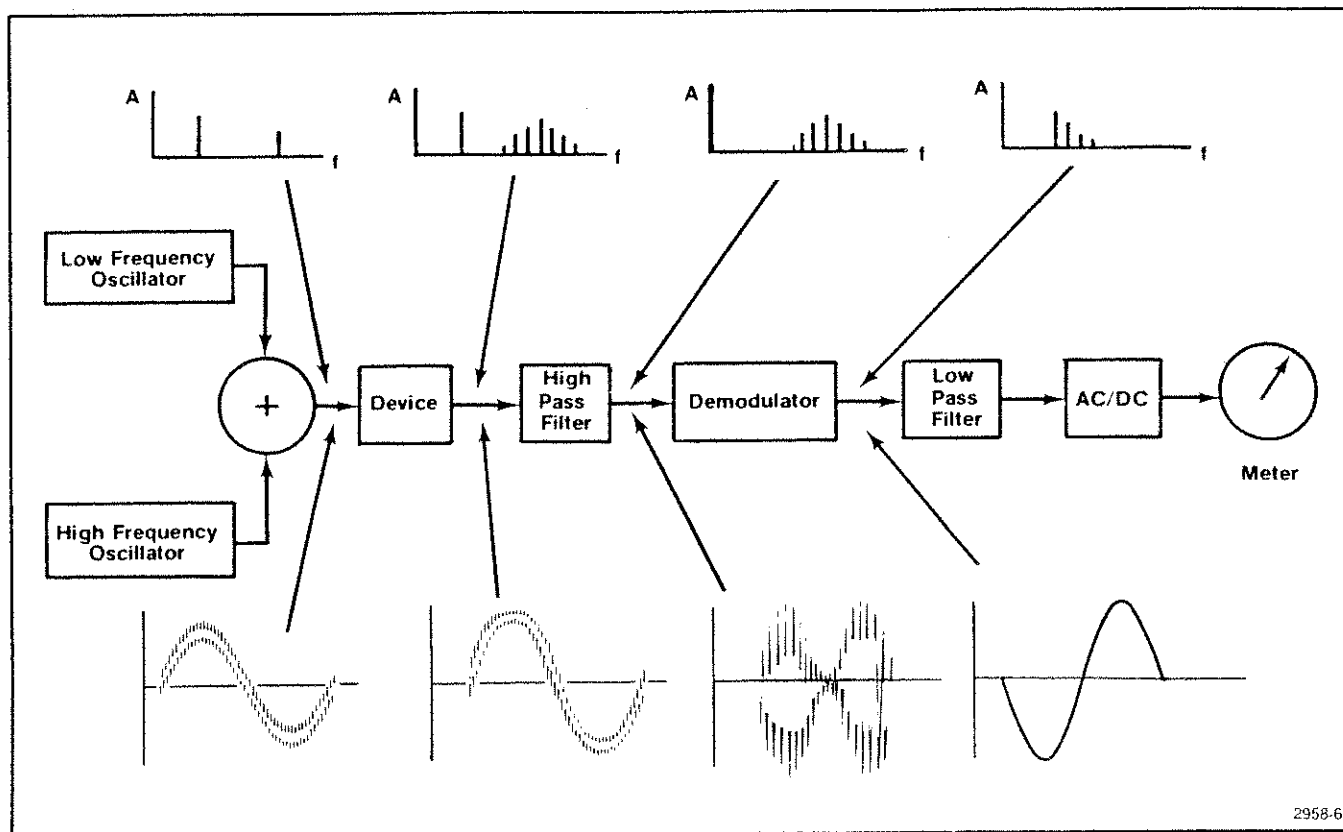 A
f
A
f
A
f
A
f
Low Frequency
Oscillator
+
Device
High
Pass
Filter
Demodulator
Low
Pass
Filter
AC/DC
Meter
High Frequency
Oscillator
2958-6